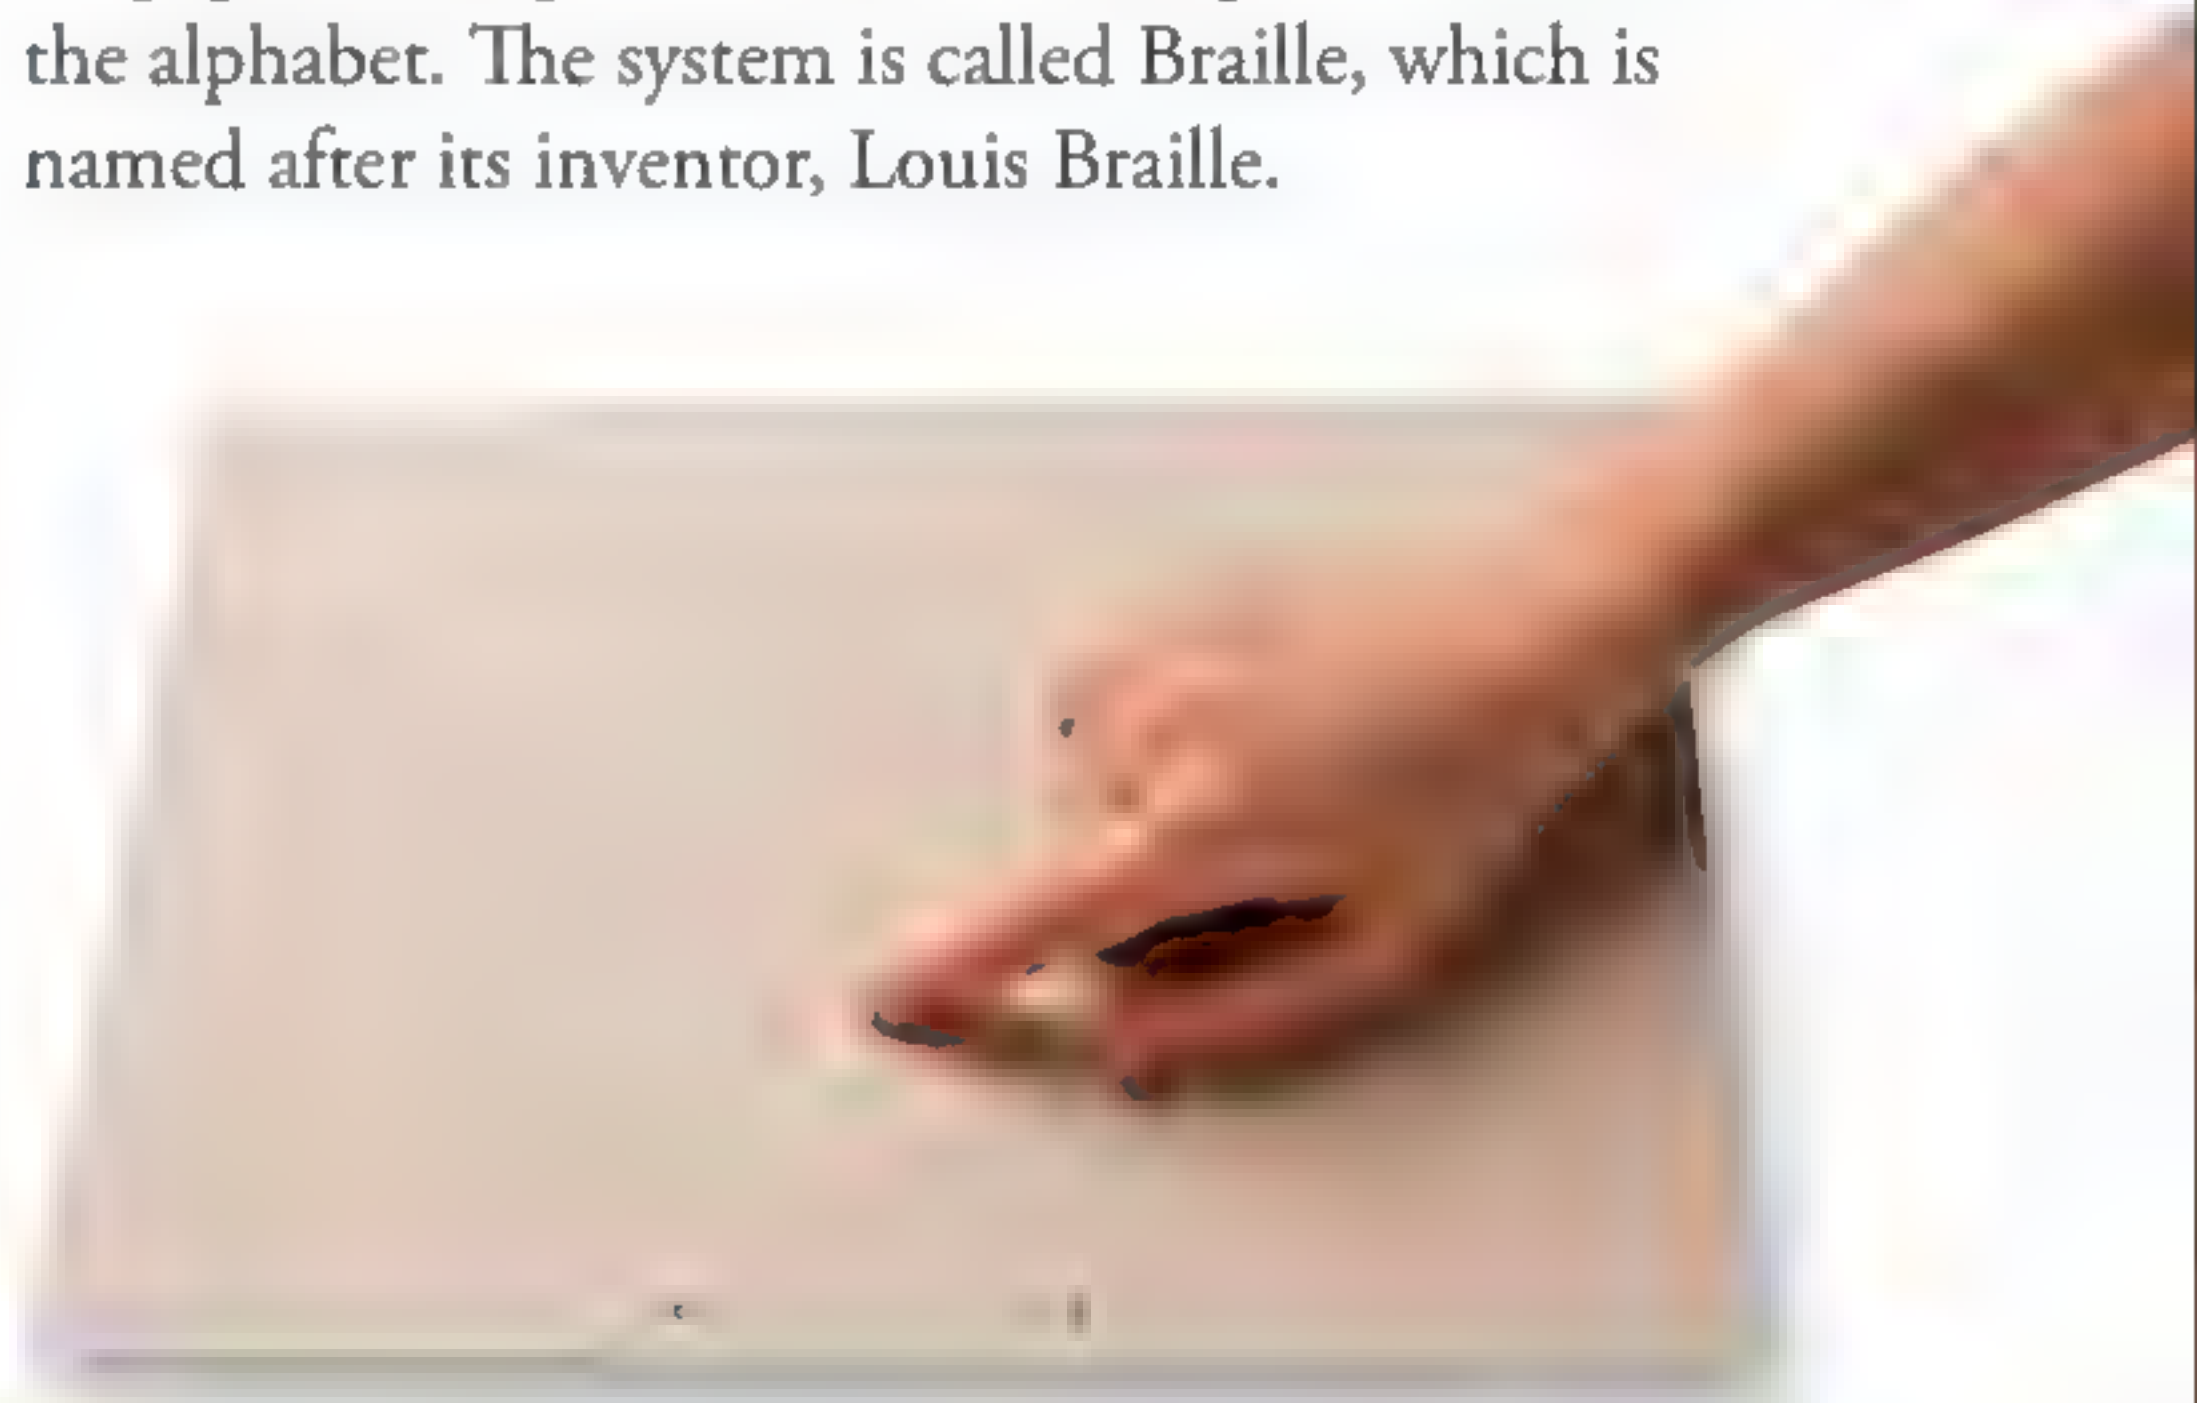 the alphabet. The system is called Braille, which is
named after its inventor, Louis Braille.